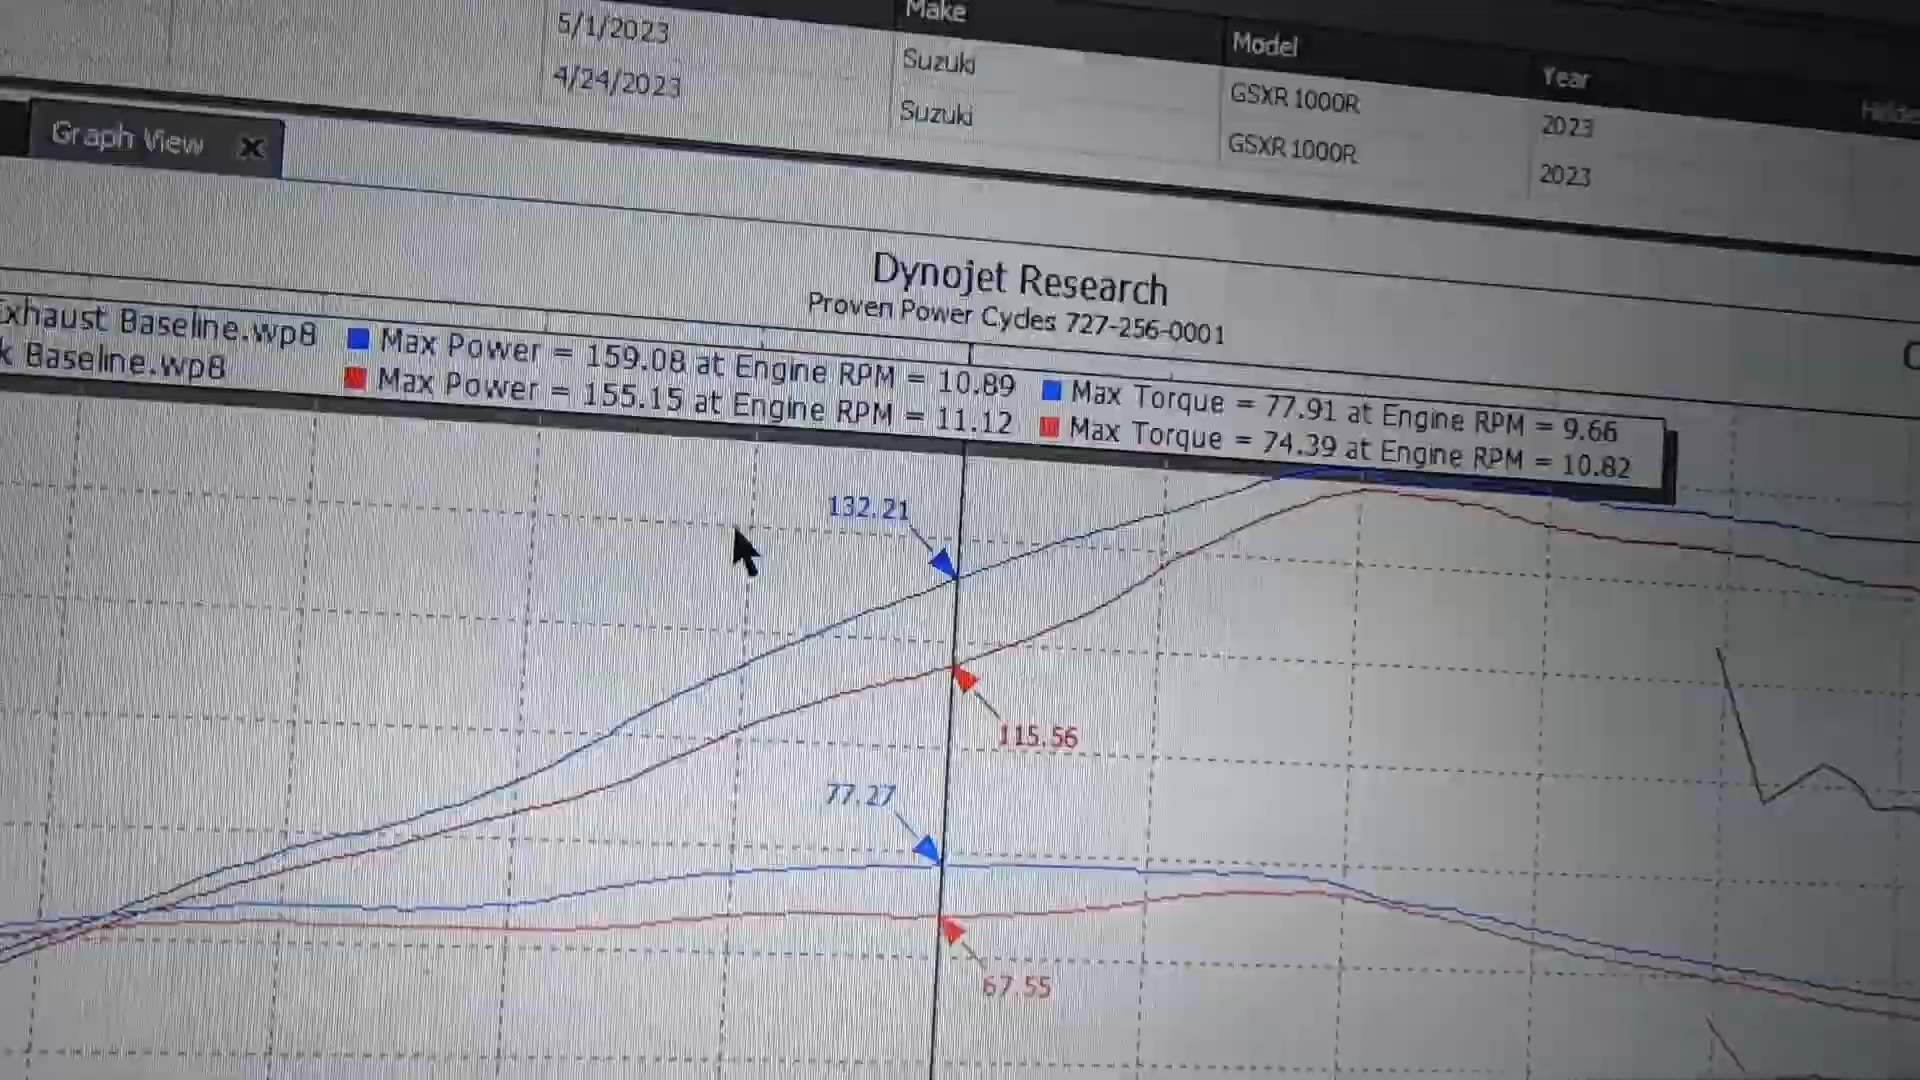 Make
Model
Year
5/1/2023
Suzuki
GSXR 1000R
2023
4/24/2023
Suzuki
GSXR 1000R
2023
Graph View
Dynojet Research
Proven Power Cycles 727-256-0001
Exhaust Baseline.wp8 Max Power = 159.08 at Engine RPM = 10.89 Max Torque = 77.91 at Engine RPM = 9.66
k Baseline.wp8 Max Power = 155.15 at Engine RPM = 11.12 Max Torque = 74.39 at Engine RPM = 10.82
132.21
115.56
77.27
67.55